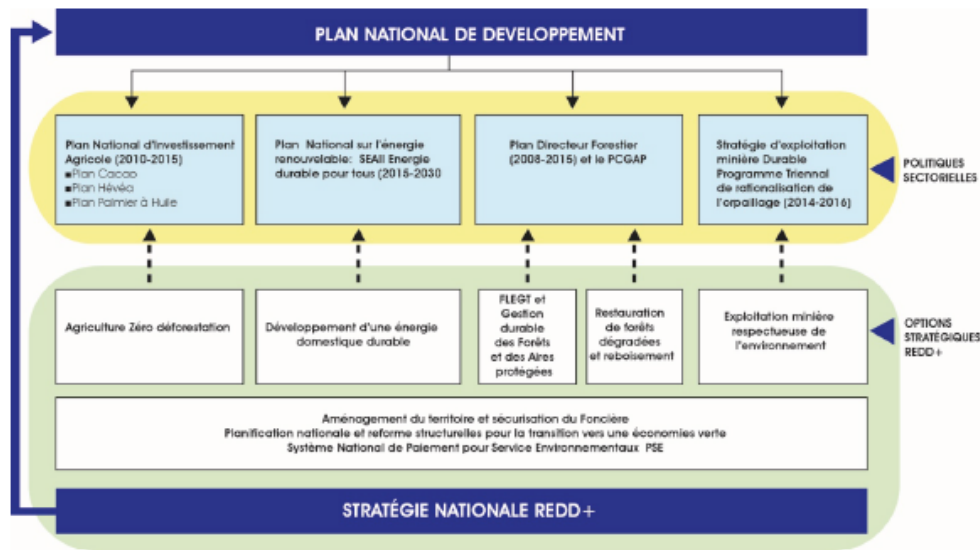 PLAN NATIONAL DE DEVELOPPEMENT
Plan National d'Investissement
Agricole (2010-2015)
■Plan Cacao
■Plan Hévéa
■Plan Palmier à Huile
Plan National sur l'énergie
renouvelable: SEAll Energie
durable pour tous (2015-2030
Plan Directeur Forestier
(2008-2015) et le PCGAP
Stratégie d'exploitation
minière Durable
Programme Triennal
de rationalisation de
l'orpaillage (2014-2016)
POLITIQUES
SECTORIELLES
Agriculture Zéro déforestation
Développement d'une énergie
domestique durable
FLEGT et
Gestion
durable
des Forêts
et des Aires
protégées
Restauration
de forêts
dégradées
et reboisement
Exploitation minière
respectueuse de
l'environnement
OPTIONS
STRATÉGIQUES
REDD+
Aménagement du territoire et sécurisation du Foncière
Planification nationale et reforme structurelles pour la transition vers une économies verte
Système National de Paiement pour Service Environnementaux PSE
STRATÉGIE NATIONALE REDD+